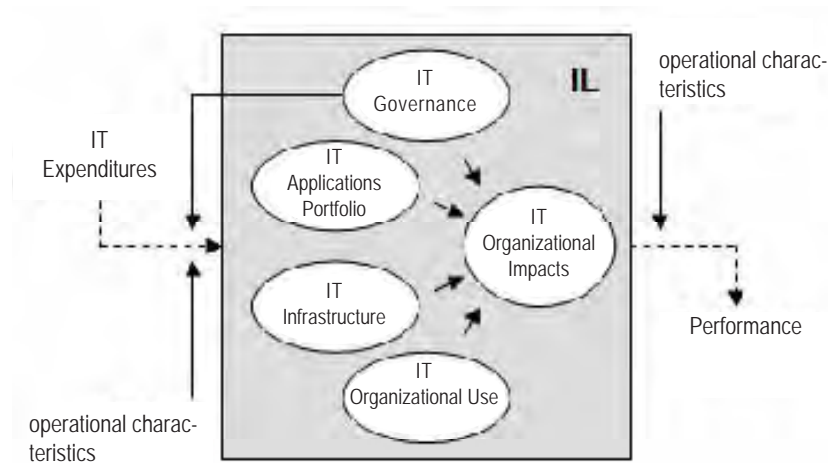 IT
Governance
IL
operational charac-
teristics
IT
Expenditures
IT
Applications
Portfolio
IT
Organizational
Impacts
IT
Infrastructure
Performance
IT
Organizational Use
operational charac-
teristics